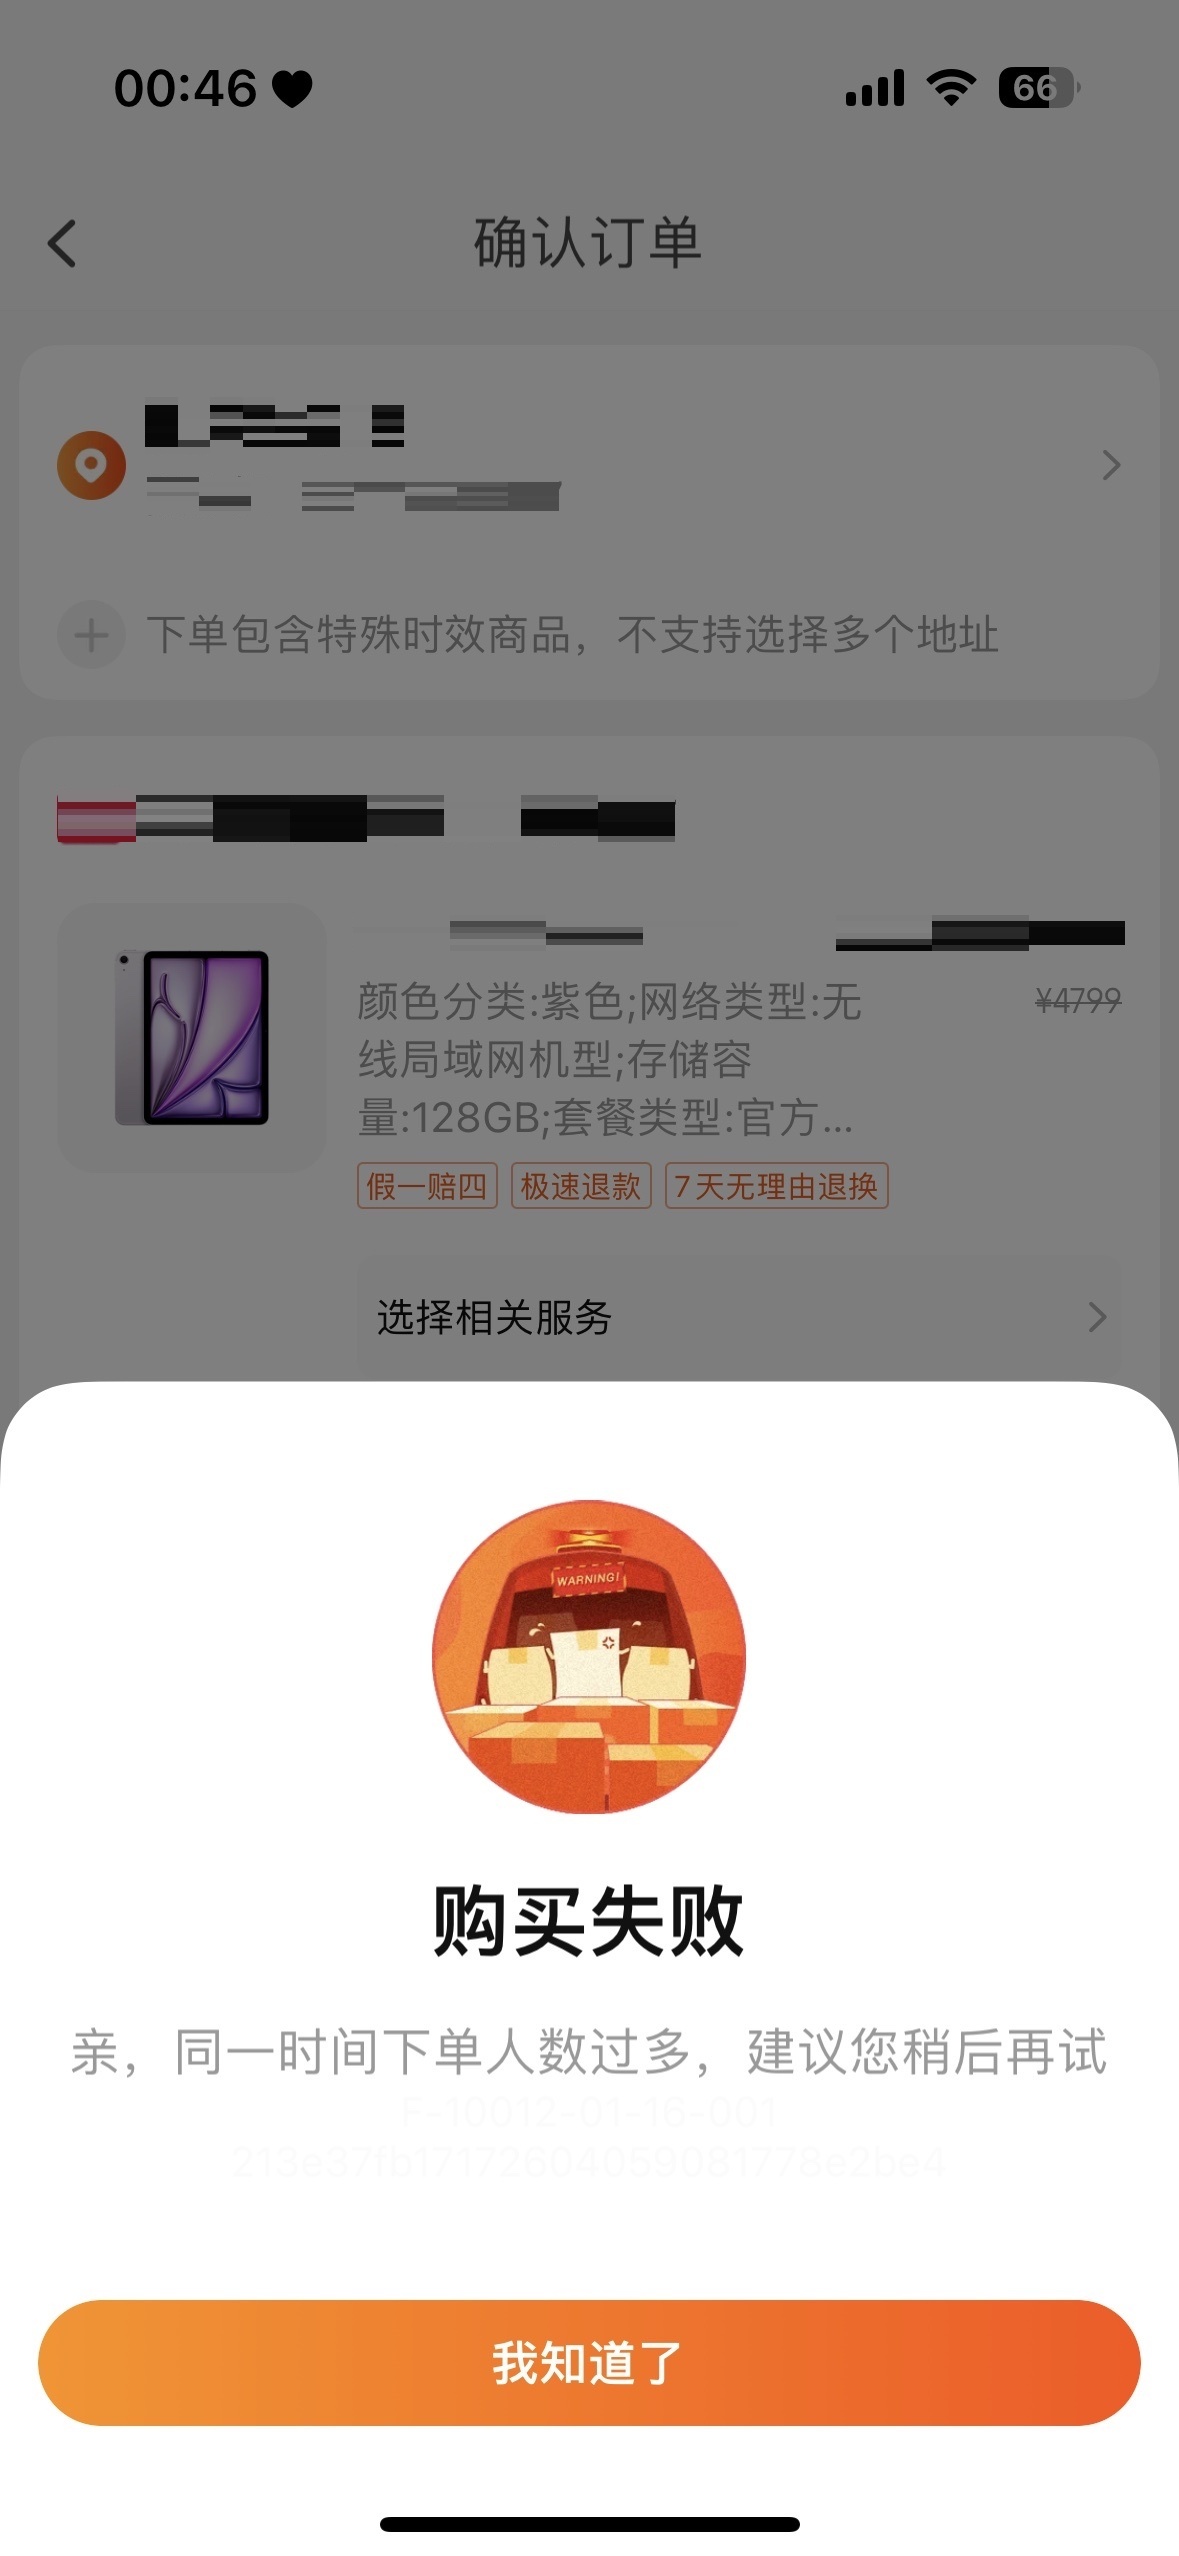 00:46
66
确认订单
下单包含特殊时效商品，不支持选择多个地址
颜色分类:紫色;网络类型:无
¥4799
线局域网机型;存储容
量:128GB;套餐类型:官方...
假一赔四 极速退款 7天无理由退换
选择相关服务
WARNING!
购买失败
亲，同一时间下单人数过多，建议您稍后再试
F-10012-01-16-001
213e37fb17172604059081778e2be4
我知道了